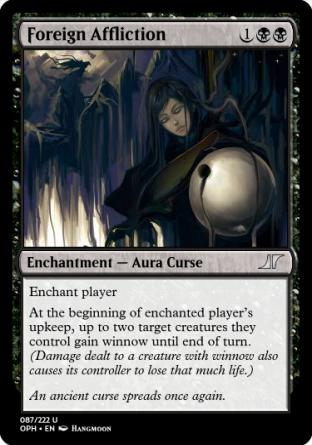 Foreign Affliction 1
Enchantment — Aura Curse
Enchant player
At the beginning of enchanted player's
upkeep, up to two target creatures they
control gain winnow until end of turn.
(Damage dealt to a creature with winnow also
causes its controller to lose that much life.)
An ancient curse spreads once again.
087/222 U
OPH • EN HANGMOON